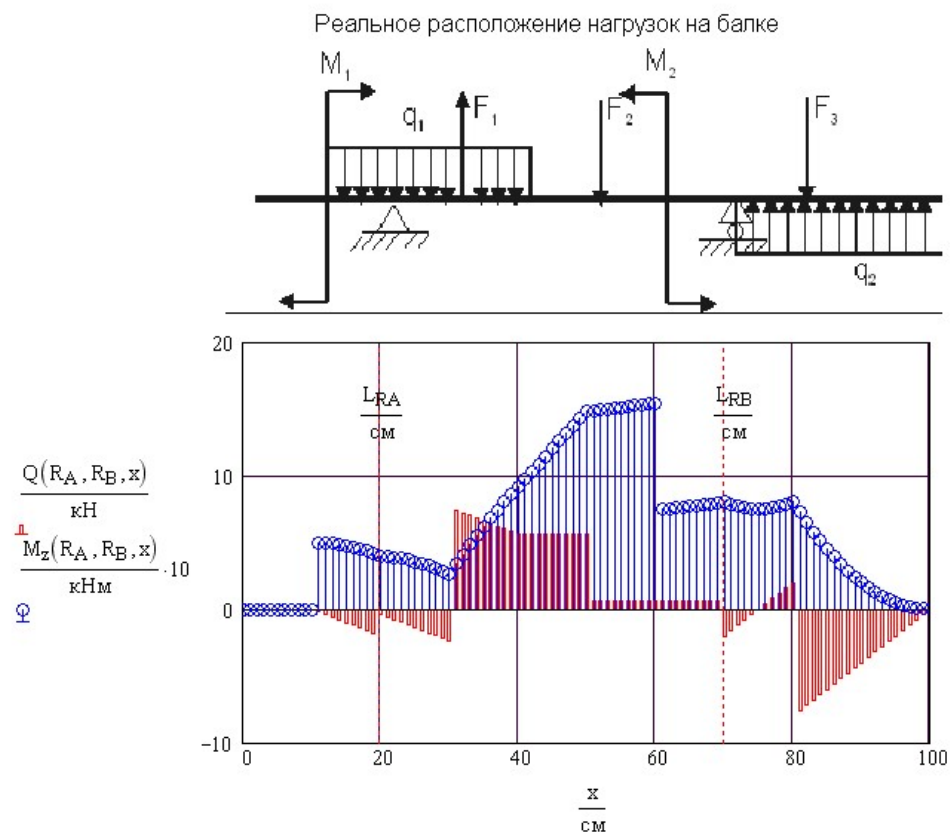 Реальное расположение нагрузок на балке
M₁
M₂
q₁
F₁
F₂
F₃
q₂
20
L_RA
см
L_RB
см
10
Q(R_A , R_B , x)
кН
M_z(R_A , R_B , x)
кНм
·10
0
−10
0
20
40
60
80
100
x
см